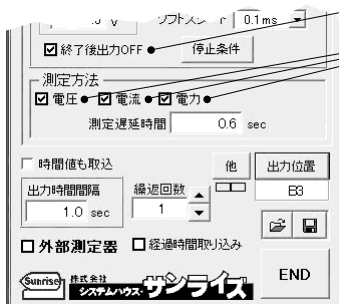 V ソフトスタート 0.1 ms
終了後出力OFF 停止条件
測定方法
電圧 電流 電力
測定遅延時間 0.6 sec
時間値も取込 他 出力位置
出力時間間隔 繰返回数 B3
1.0 sec 1
外部測定器 経過時間取り込み
Sunrise 株式会社 システムハウス・サンライズ END